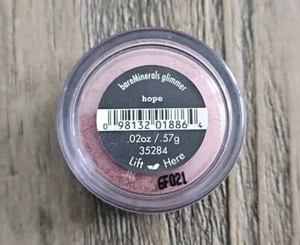 bareMinerals glimmer
hope
0 98132 01886 4
.02oz /.57g
35284
Lift Here
GF021